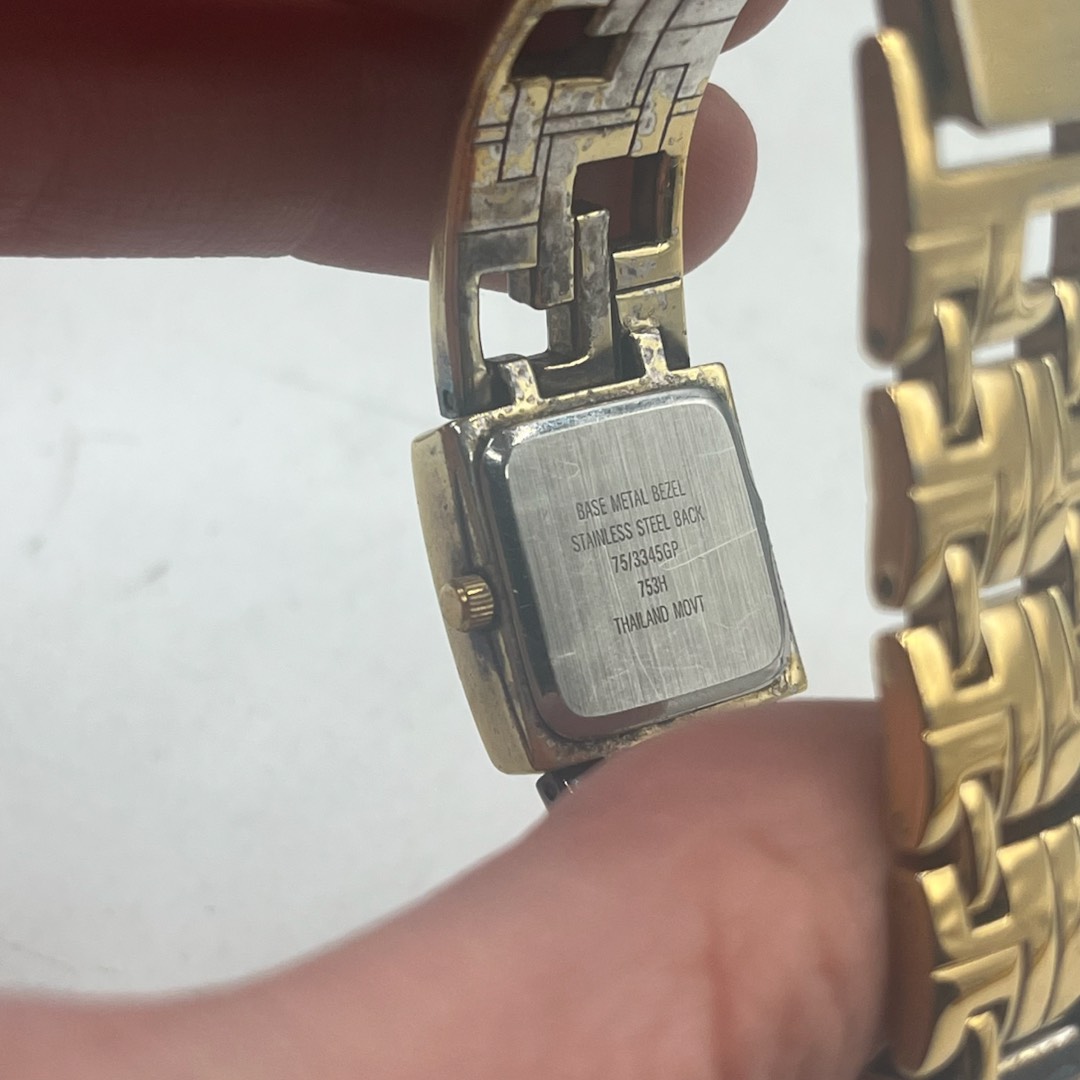 BASE METAL BEZEL
STAINLESS STEEL BACK
75/3345GP
753H
THAILAND MOVT